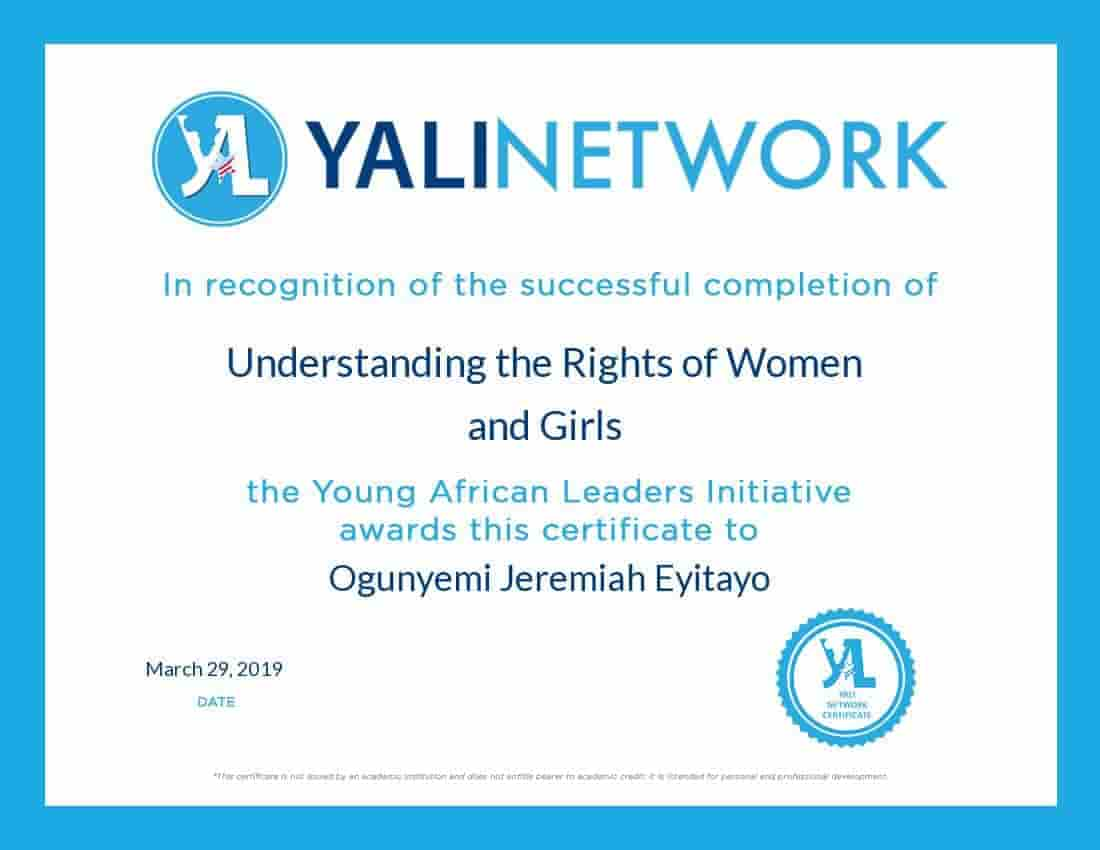 YALINETWORK
In recognition of the successful completion of
Understanding the Rights of Women
and Girls
the Young African Leaders Initiative
awards this certificate to
Ogunyemi Jeremiah Eyitayo
March 29, 2019
DATE
YALI
NETWORK
CERTIFICATE
*This certificate is not issued by an academic institution and does not entitle bearer to academic credit; it is intended for personal and professional development.